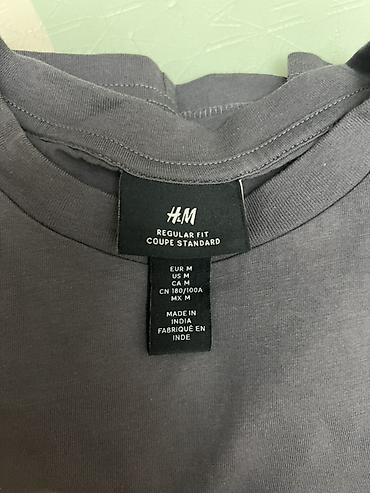 H&M
REGULAR FIT
COUPE STANDARD
EUR M
US M
CA M
CN 180/100A
MX M
MADE IN
INDIA
FABRIQUÉ EN
INDE